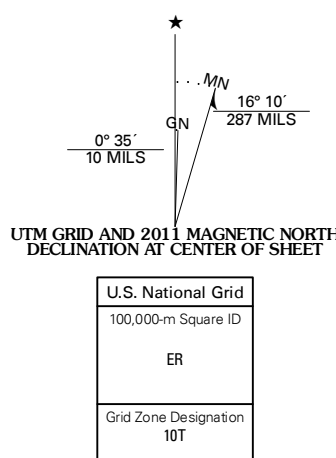 ★
MN
GN
0° 35´
10 MILS
16° 10´
287 MILS
UTM GRID AND 2011 MAGNETIC NORTH
DECLINATION AT CENTER OF SHEET
U.S. National Grid
100,000-m Square ID
ER
Grid Zone Designation
10T